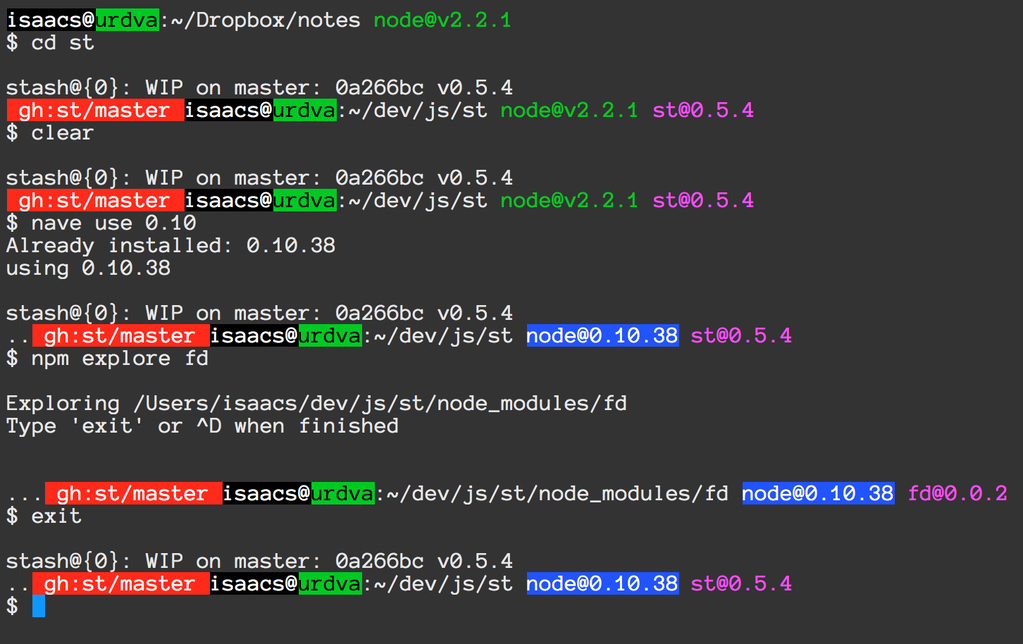 isaacs@urdva:~/Dropbox/notes node@v2.2.1
$ cd st
stash@{0}: WIP on master: 0a266bc v0.5.4
gh:st/master isaacs@urdva:~/dev/js/st node@v2.2.1 st@0.5.4
$ clear
stash@{0}: WIP on master: 0a266bc v0.5.4
gh:st/master isaacs@urdva:~/dev/js/st node@v2.2.1 st@0.5.4
$ nave use 0.10
Already installed: 0.10.38
using 0.10.38
stash@{0}: WIP on master: 0a266bc v0.5.4
.. gh:st/master isaacs@urdva:~/dev/js/st node@0.10.38 st@0.5.4
$ npm explore fd
Exploring /Users/isaacs/dev/js/st/node_modules/fd
Type 'exit' or ^D when finished
... gh:st/master isaacs@urdva:~/dev/js/st/node_modules/fd node@0.10.38 fd@0.0.2
$ exit
stash@{0}: WIP on master: 0a266bc v0.5.4
.. gh:st/master isaacs@urdva:~/dev/js/st node@0.10.38 st@0.5.4
$